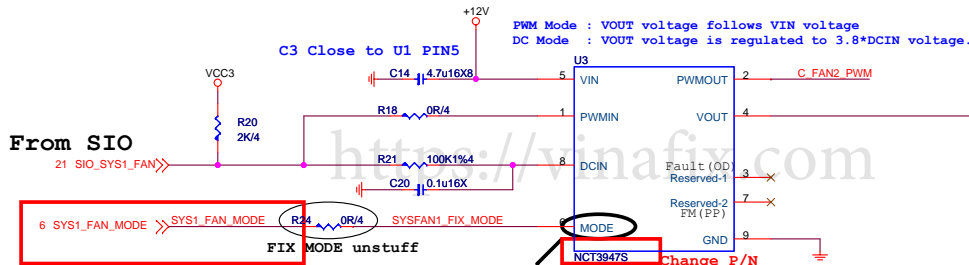 +12V
PWM Mode : VOUT voltage follows VIN voltage
DC Mode : VOUT voltage is regulated to 3.8*DCIN voltage.
C3 Close to U1 PIN5
U3
VCC3
C14 4.7u16X8
5 VIN
PWMOUT 2 C_FAN2_PWM
R20
2K/4
R18 0R/4
1 PWMIN
VOUT 4
https://vinafix.com
From SIO
21 SIO_SYS1_FAN
R21 100K1%4
8 DCIN
Fault(OD)
Reserved-1 3
C20 0.1u16X
Reserved-2 7
FM(PP)
6 SYS1_FAN_MODE
SYS1_FAN_MODE
R24 0R/4
SYSFAN1_FIX_MODE
6 MODE
FIX MODE unstuff
GND 9
NCT3947S
Change P/N